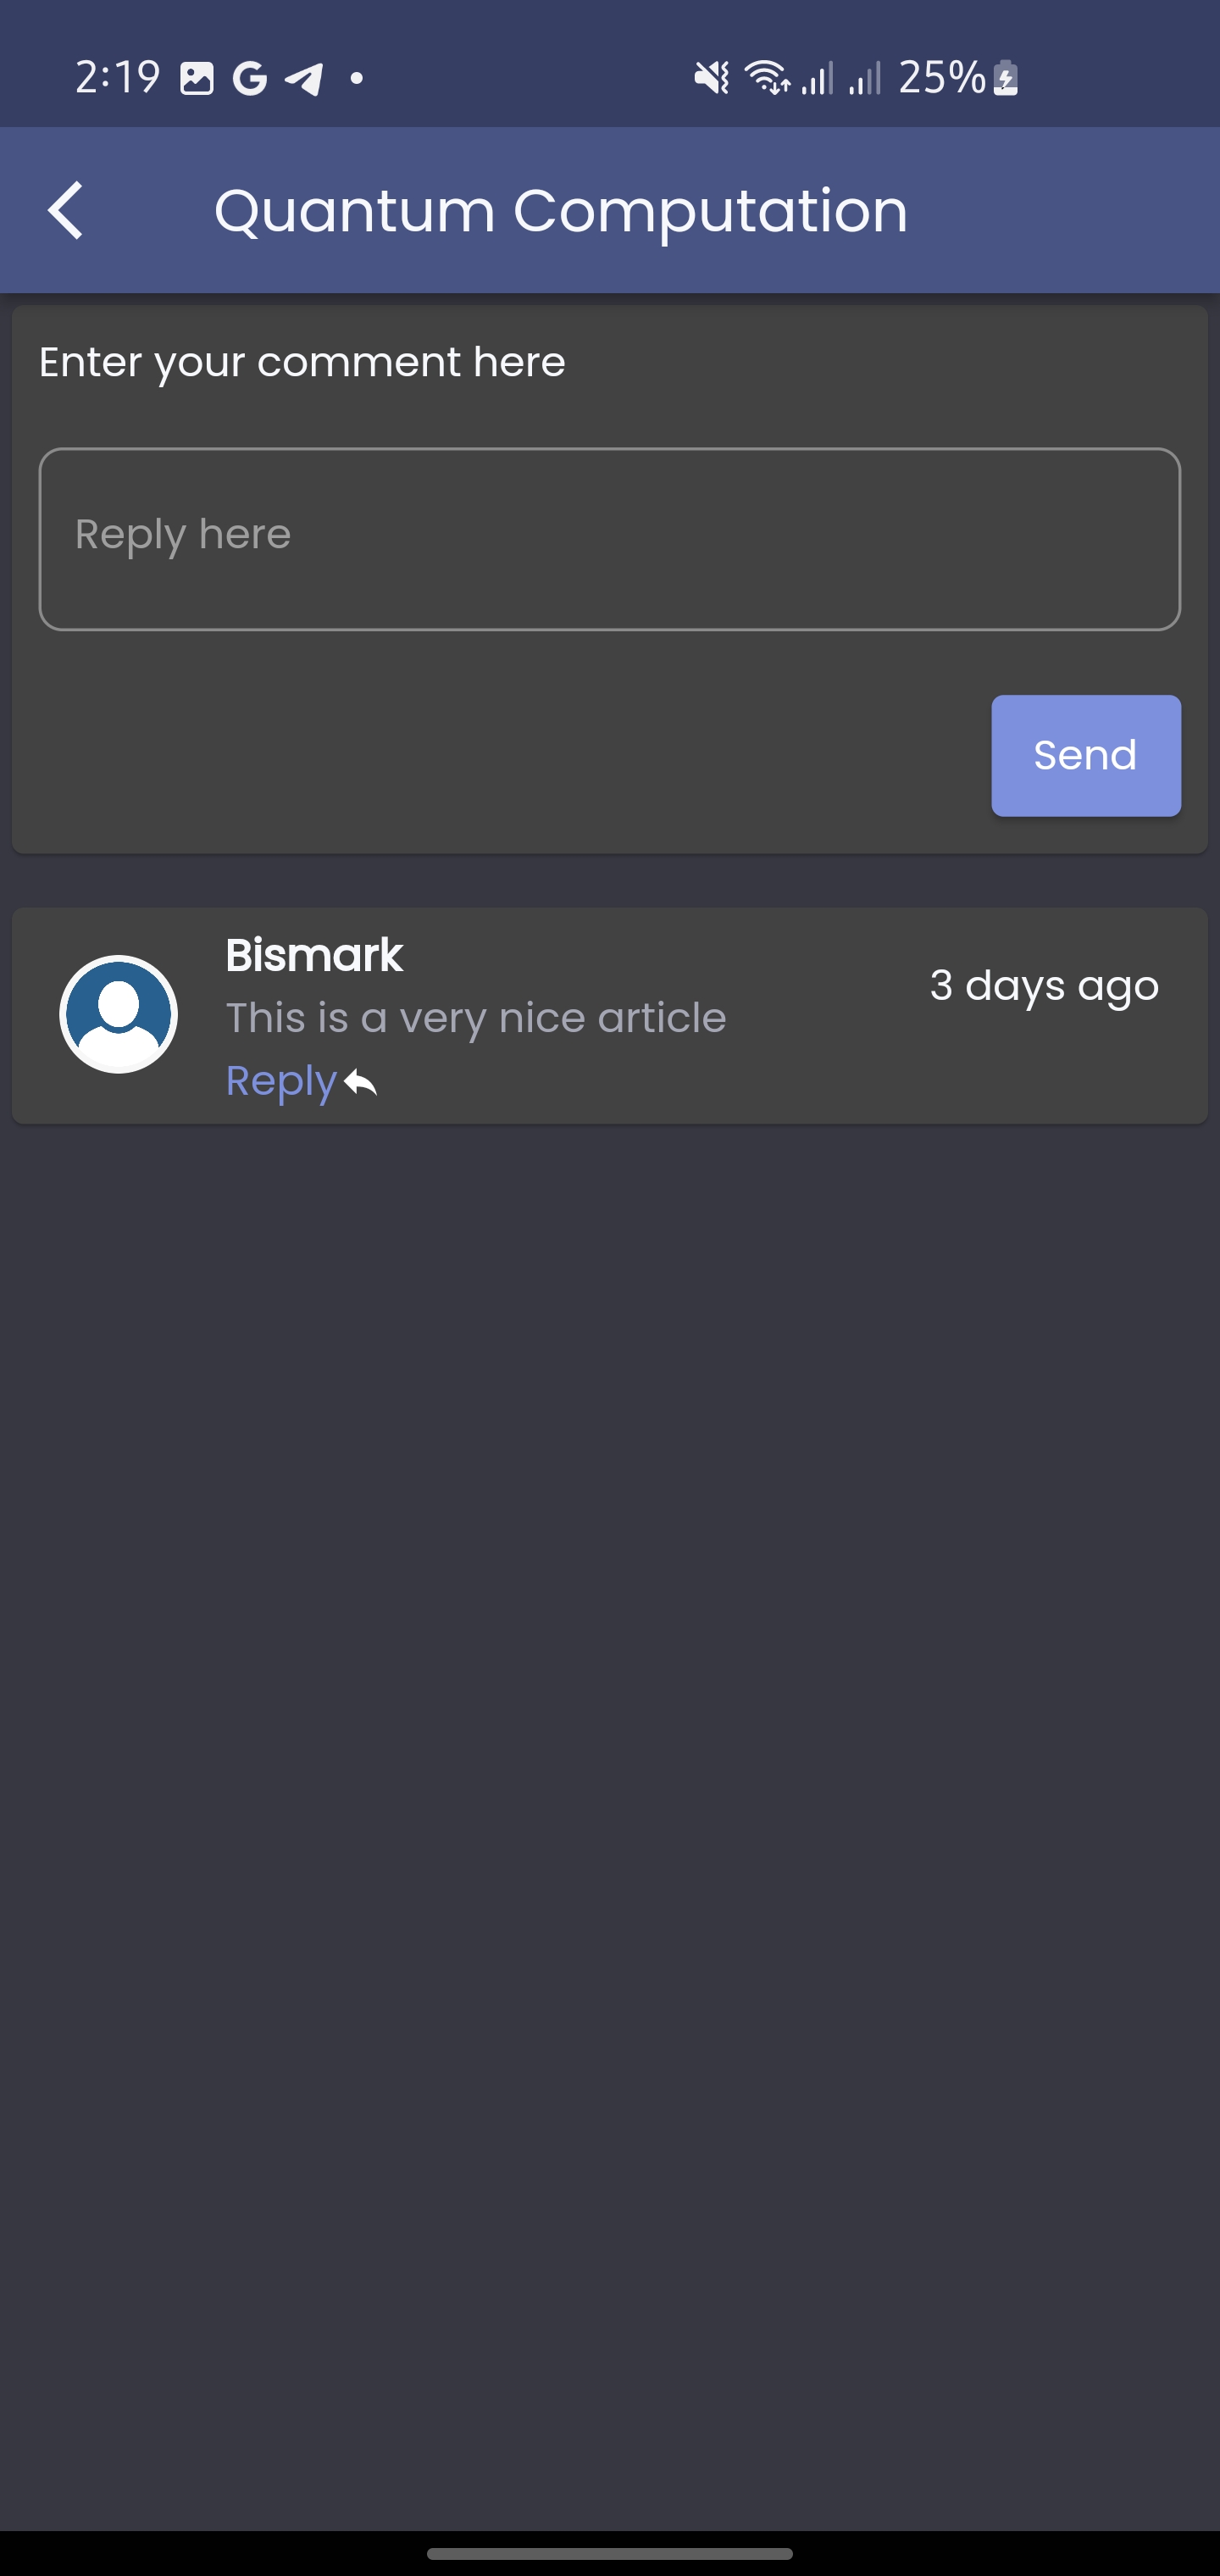 2:19 25%
Quantum Computation
Enter your comment here
Reply here
Send
Bismark
3 days ago
This is a very nice article
Reply